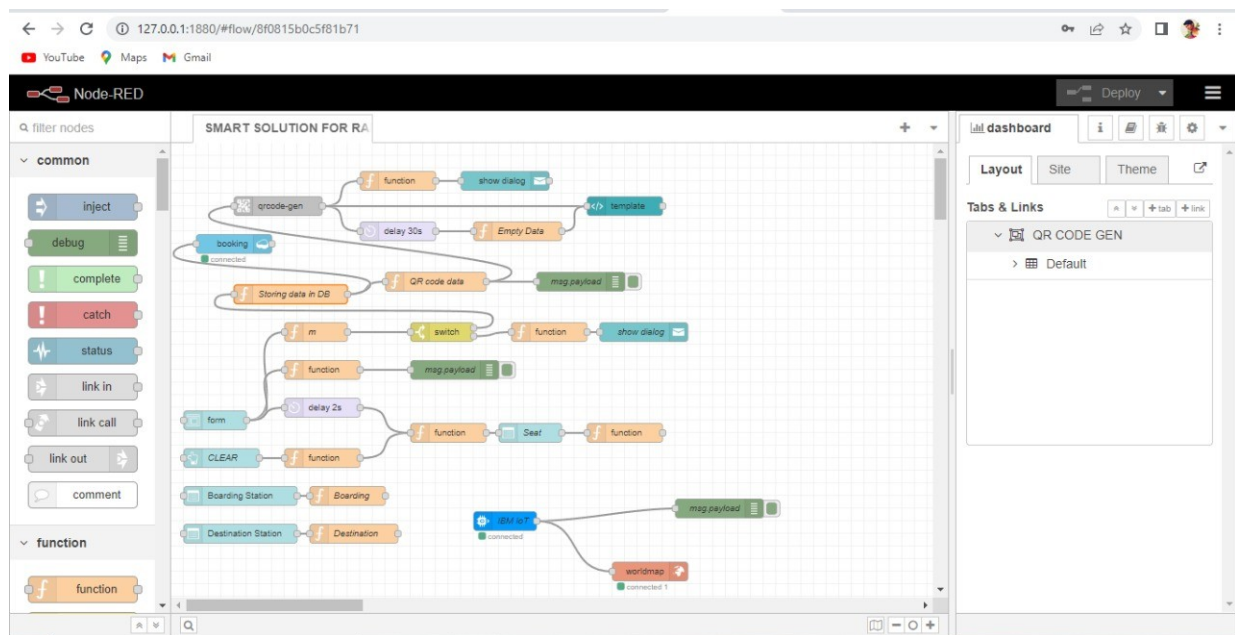 127.0.0.1:1880/#flow/8f0815b0c5f81b71
YouTube Maps Gmail
Node-RED Deploy
filter nodes
SMART SOLUTION FOR RA
dashboard i
common
inject
debug
complete
catch
status
link in
link call
link out
comment
function
function
function show dialog
qrcode-gen template
delay 30s Empty Data
booking
connected
QR code data msg.payload
Storing data in DB
m switch function show dialog
function msg.payload
delay 2s
form
function Seat function
CLEAR function
Boarding Station Boarding
Destination Station Destination
msg.payload
IBM IoT
connected
worldmap
connected 1
Layout Site Theme
Tabs & Links + tab + link
QR CODE GEN
Default